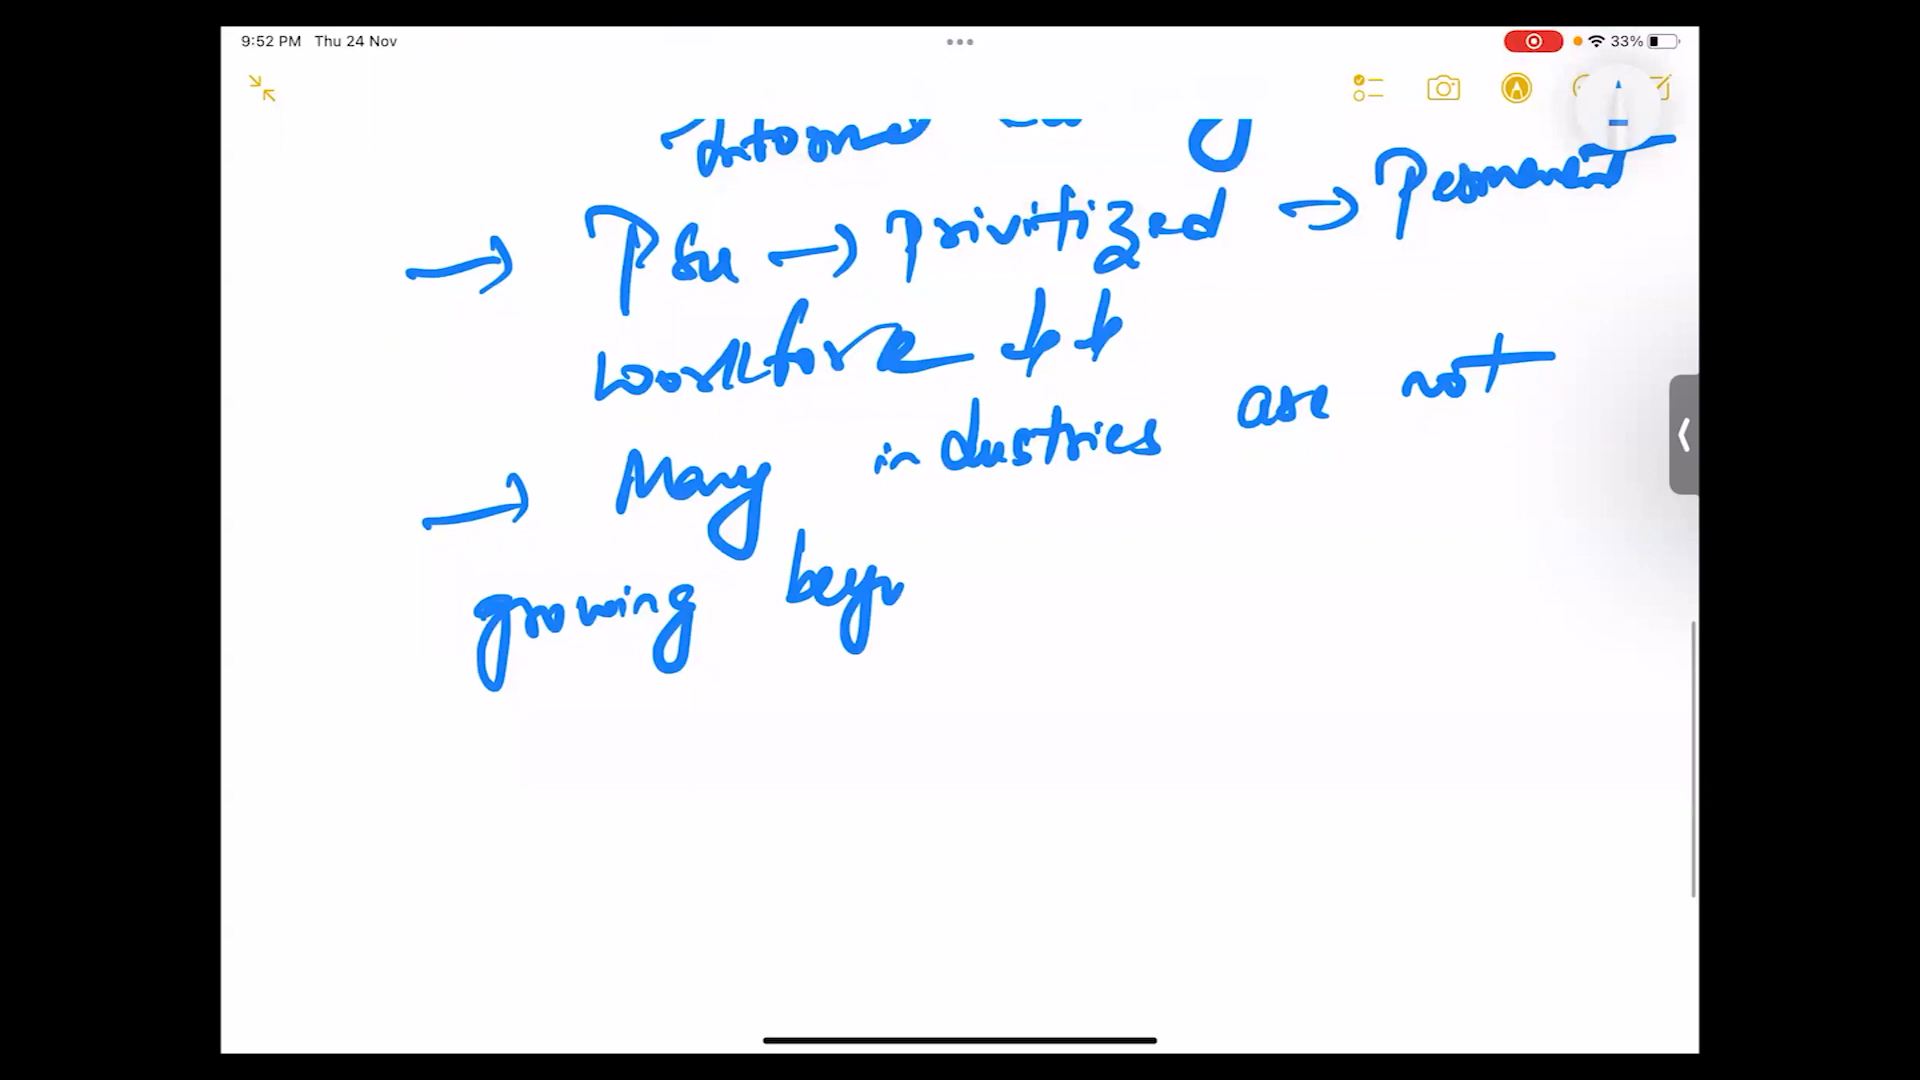 9:52 PM Thu 24 Nov
33%
→ PSU → Privitized → Permanent
workforce ↓↓
→ Many industries are not
growing beyo